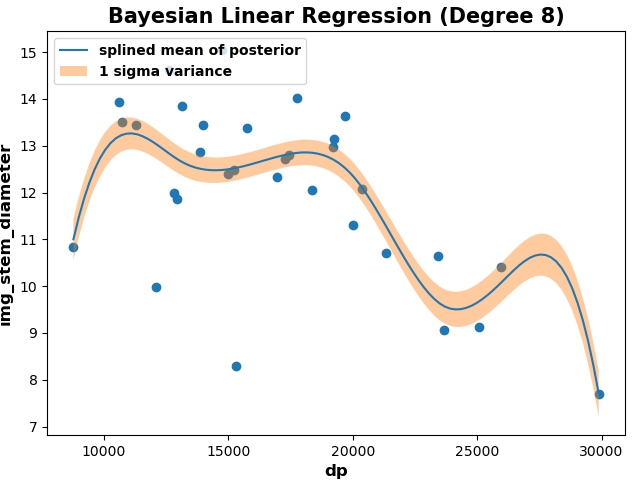 Bayesian Linear Regression (Degree 8)
splined mean of posterior
1 sigma variance
img_stem_diameter
15
14
13
12
11
10
9
8
7
10000 15000 20000 25000 30000
dp